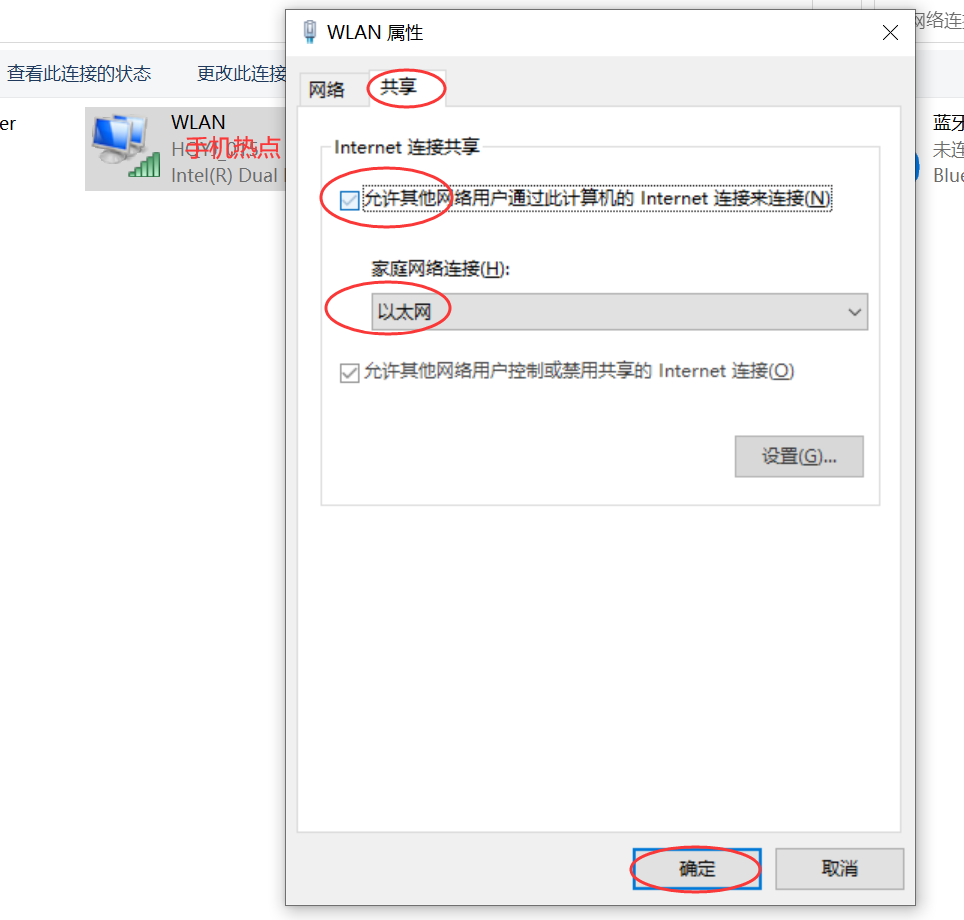 WLAN 属性
网络连接
查看此连接的状态
更改此连接
网络
共享
er
WLAN
手机热点
Intel(R) Dual
Internet 连接共享
允许其他网络用户通过此计算机的 Internet 连接来连接(N)
家庭网络连接(H):
以太网
允许其他网络用户控制或禁用共享的 Internet 连接(O)
设置(G)...
蓝牙
未连
Blue
确定
取消